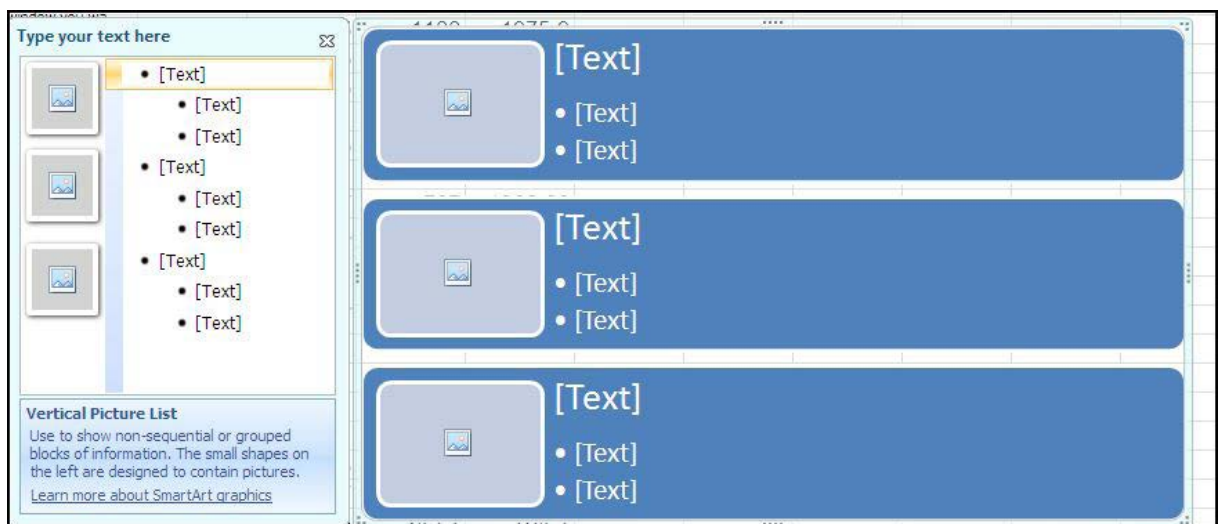 Type your text here
• [Text]
• [Text]
• [Text]
• [Text]
• [Text]
• [Text]
• [Text]
• [Text]
• [Text]
Vertical Picture List
Use to show non-sequential or grouped
blocks of information. The small shapes on
the left are designed to contain pictures.
Learn more about SmartArt graphics
[Text]
• [Text]
• [Text]
[Text]
• [Text]
• [Text]
[Text]
• [Text]
• [Text]